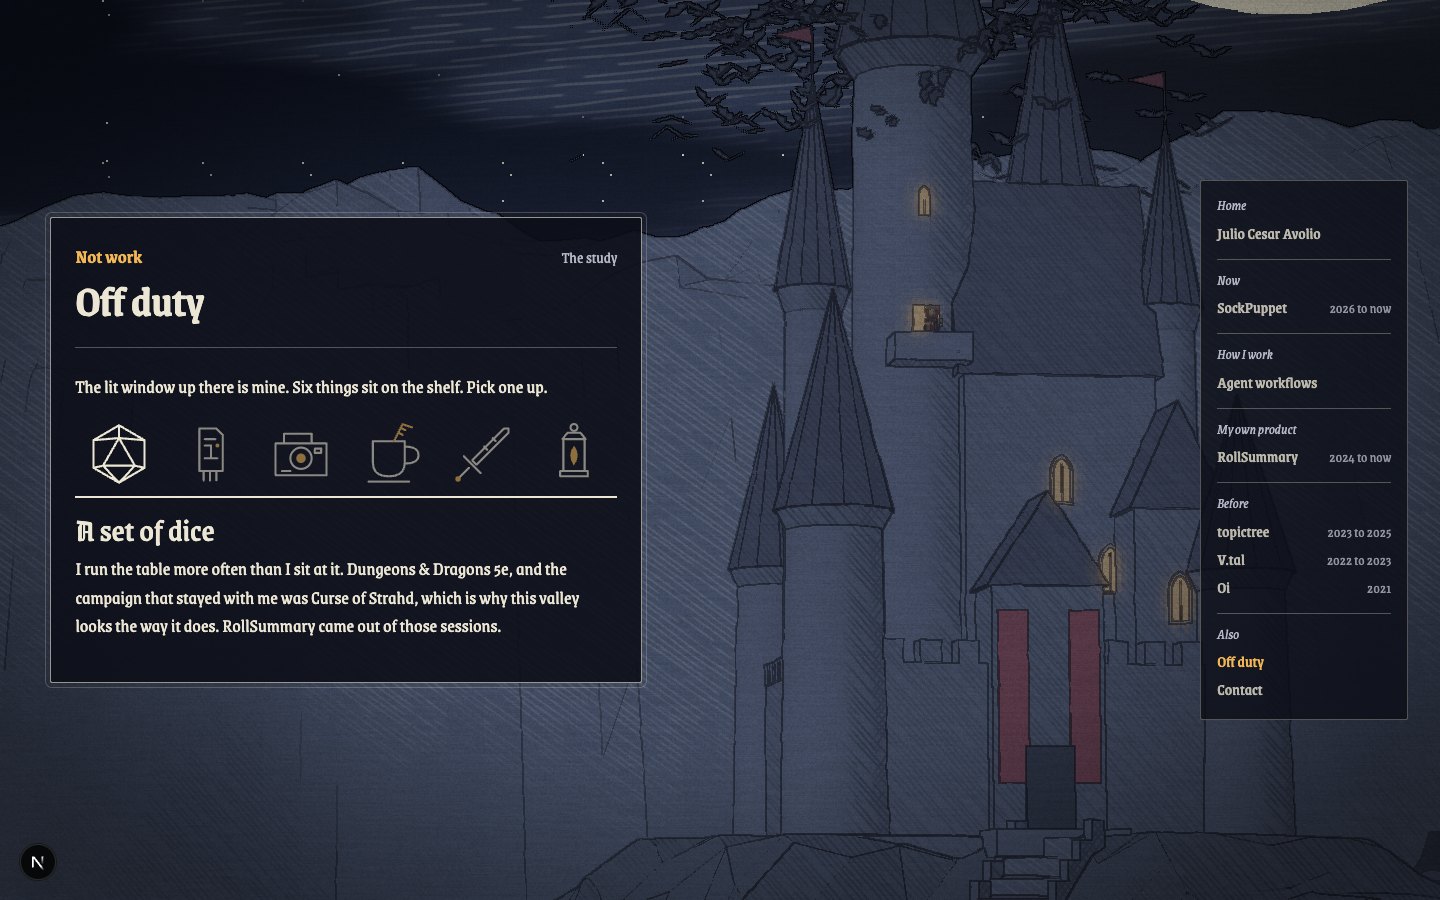 Not work
The study
Off duty
The lit window up there is mine. Six things sit on the shelf. Pick one up.
A set of dice
I run the table more often than I sit at it. Dungeons & Dragons 5e, and the
campaign that stayed with me was Curse of Strahd, which is why this valley
looks the way it does. RollSummary came out of those sessions.
Home
Julio Cesar Avolio
Now
SockPuppet 2026 to now
How I work
Agent workflows
My own product
RollSummary 2024 to now
Before
topictree 2023 to 2025
V.tal 2022 to 2023
Oi 2021
Also
Off duty
Contact
N